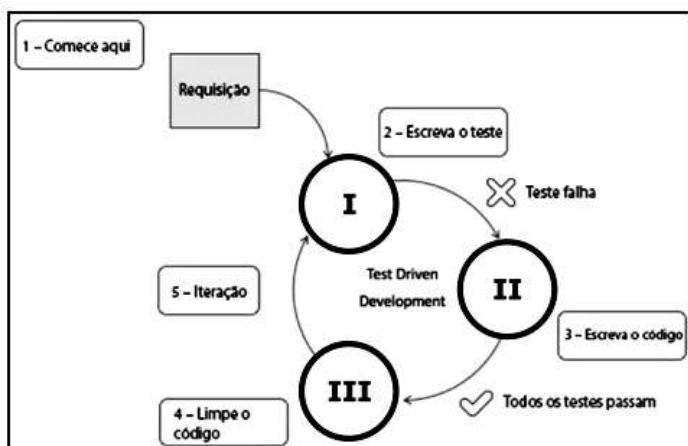 1 – Comece aqui
Requisição
2 – Escreva o teste
I
Teste falha
5 – Iteração
Test Driven
Development
II
3 – Escreva o código
III
4 – Limpe o
código
Todos os testes passam